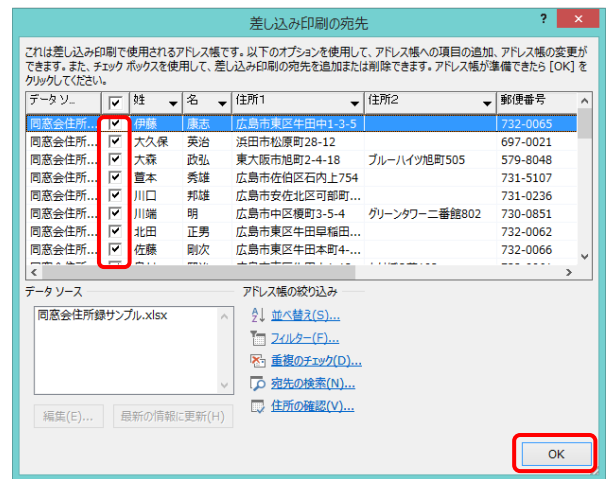 差し込み印刷の宛先 ? ×
これは差し込み印刷で使用されるアドレス帳です。以下のオプションを使用して、アドレス帳への項目の追加、アドレス帳の変更が
できます。また、チェック ボックスを使用して、差し込み印刷の宛先を追加または削除できます。アドレス帳が準備できたら [OK] を
クリックしてください。
データ ソ... 姓 名 住所1 住所2 郵便番号
同窓会住所... 伊藤 康志 広島市東区牛田中1-3-5 732-0065
同窓会住所... 大久保 英治 浜田市松原町28-12 697-0021
同窓会住所... 大森 政弘 東大阪市旭町2-4-18 ブルーハイツ旭町505 579-8048
同窓会住所... 萱本 秀雄 広島市佐伯区石内上754 731-5107
同窓会住所... 川口 邦雄 広島市安佐北区可部町... 731-0236
同窓会住所... 川端 明 広島市中区榎町3-5-4 グリーンタワー二番館802 730-0851
同窓会住所... 北田 正男 広島市東区牛田早稲田... 732-0062
同窓会住所... 佐藤 剛次 広島市東区牛田本町4-... 732-0066
データ ソース アドレス帳の絞り込み
同窓会住所録サンプル.xlsx
並べ替え(S)...
フィルター(F)...
重複のチェック(D)...
宛先の検索(N)...
住所の確認(V)...
編集(E)... 最新の情報に更新(H)
OK